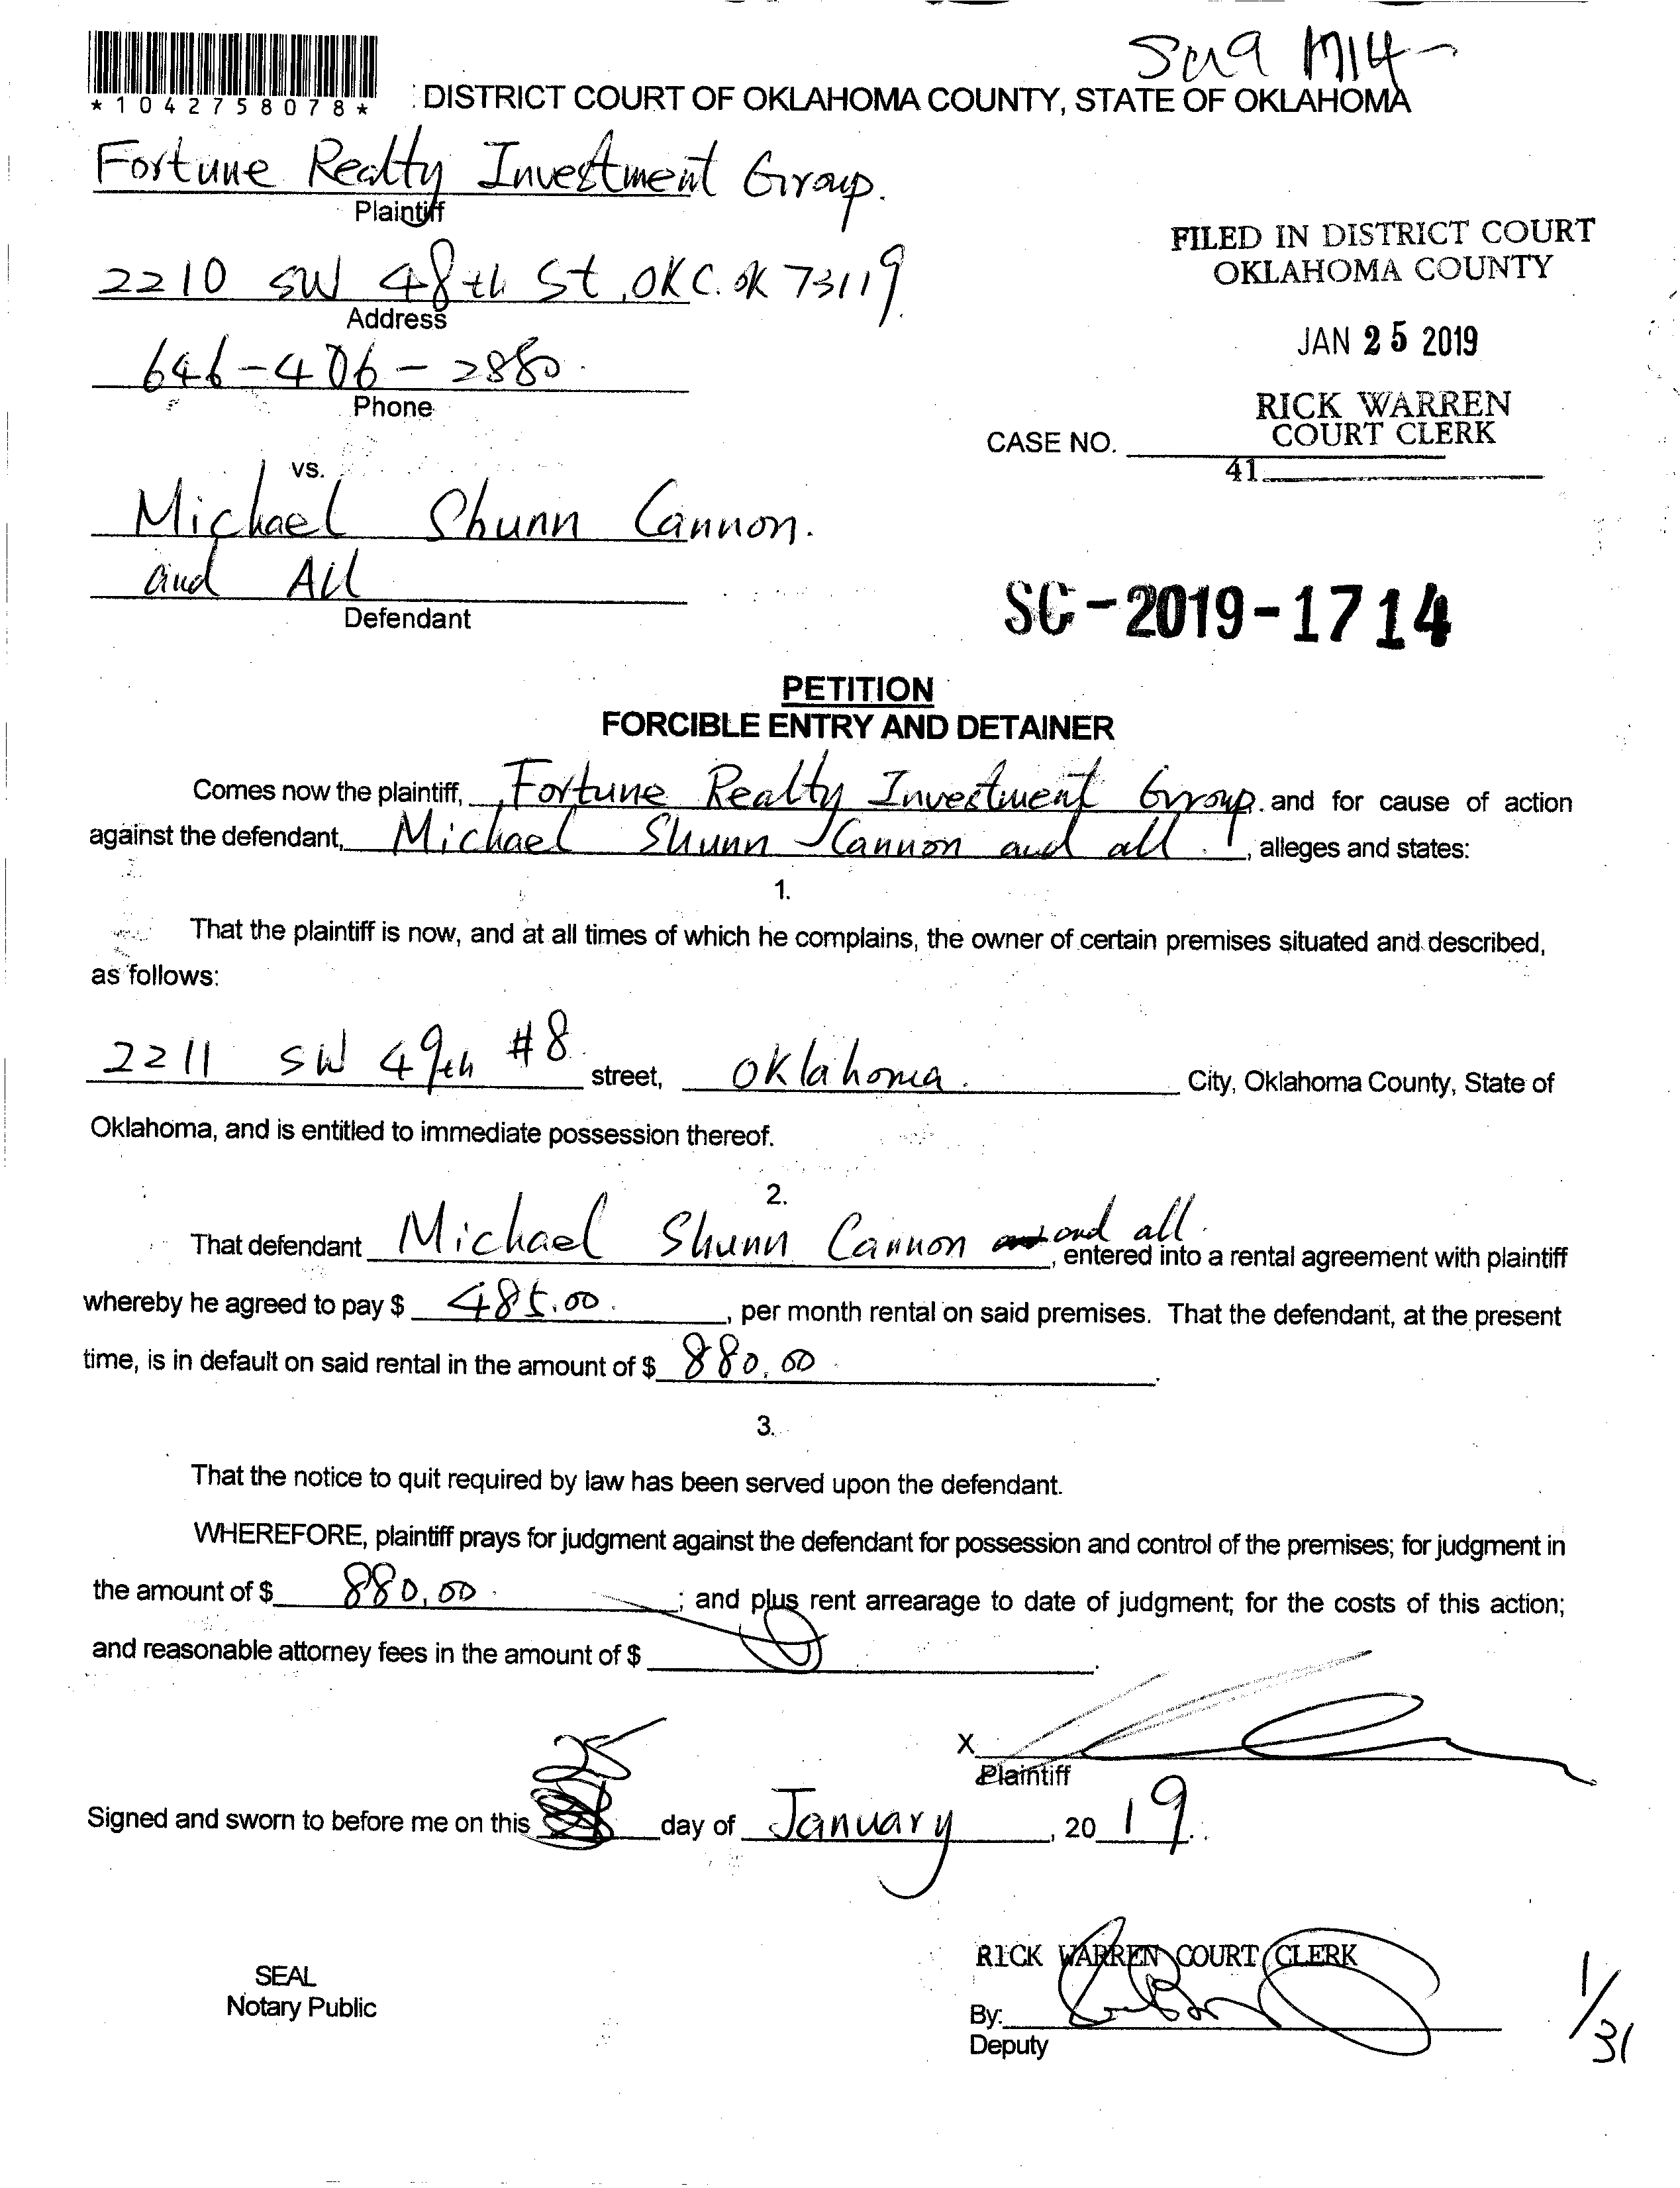 1714
*1042758078*
DISTRICT COURT OF OKLAHOMA COUNTY, STATE OF OKLAHOMA
Fortune Realty Investment Group.
Plaintiff
2210 SW 48th St, OKC. OK 73119
Address
646-406-2880
Phone
FILED IN DISTRICT COURT
OKLAHOMA COUNTY
JAN 25 2019
RICK WARREN
COURT CLERK
CASE NO.
41
vs.
Michael Shunn Cannon.
and All
Defendant
SC-2019-1714
PETITION
FORCIBLE ENTRY AND DETAINER
Comes now the plaintiff, Fortune Realty Investment Group. and for cause of action
against the defendant, Michael Shunn Cannon and all, alleges and states:
1.
That the plaintiff is now, and at all times of which he complains, the owner of certain premises situated and described,
as follows:
2211 SW 49th #8 street, Oklahoma. City, Oklahoma County, State of
Oklahoma, and is entitled to immediate possession thereof.
2.
That defendant Michael Shunn Cannon and all, entered into a rental agreement with plaintiff
whereby he agreed to pay $ 485.00, per month rental on said premises. That the defendant, at the present
time, is in default on said rental in the amount of $ 880.00.
3.
That the notice to quit required by law has been served upon the defendant.
WHEREFORE, plaintiff prays for judgment against the defendant for possession and control of the premises; for judgment in
the amount of $ 880.00; and plus rent arrearage to date of judgment; for the costs of this action;
and reasonable attorney fees in the amount of $
X
Plaintiff
Signed and sworn to before me on this 25 day of January, 2019.
SEAL
Notary Public
RICK WARREN COURT CLERK
By:
Deputy
1/31